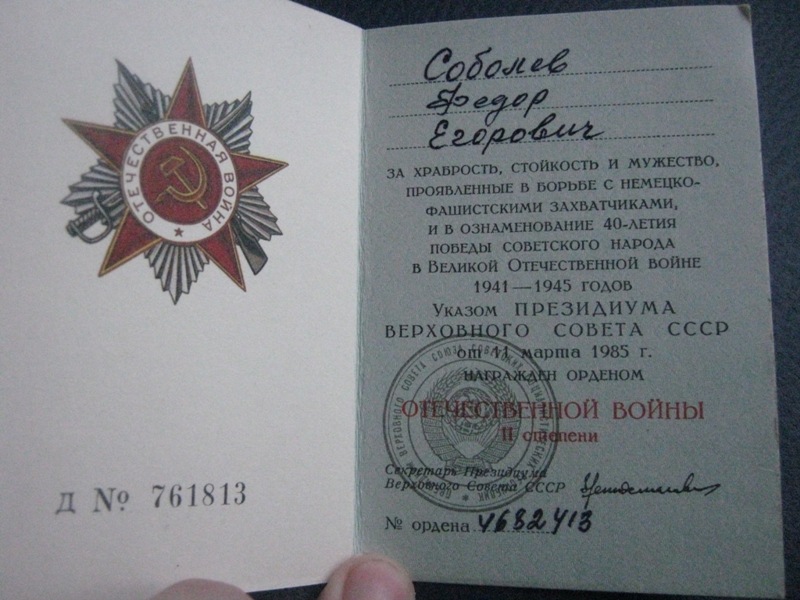 ОТЕЧЕСТВЕННАЯ ВОЙНА
Д № 761813
Соболев
Федор
Егорович
ЗА ХРАБРОСТЬ, СТОЙКОСТЬ И МУЖЕСТВО,
ПРОЯВЛЕННЫЕ В БОРЬБЕ С НЕМЕЦКО-
ФАШИСТСКИМИ ЗАХВАТЧИКАМИ,
И В ОЗНАМЕНОВАНИЕ 40-ЛЕТИЯ
ПОБЕДЫ СОВЕТСКОГО НАРОДА
В ВЕЛИКОЙ ОТЕЧЕСТВЕННОЙ ВОЙНЕ
1941—1945 ГОДОВ
УКАЗОМ ПРЕЗИДИУМА
ВЕРХОВНОГО СОВЕТА СССР
от 11 марта 1985 г.
НАГРАЖДЕН ОРДЕНОМ
ОТЕЧЕСТВЕННОЙ ВОЙНЫ
II степени
Секретарь Президиума
Верховного Совета СССР
№ ордена 4682413